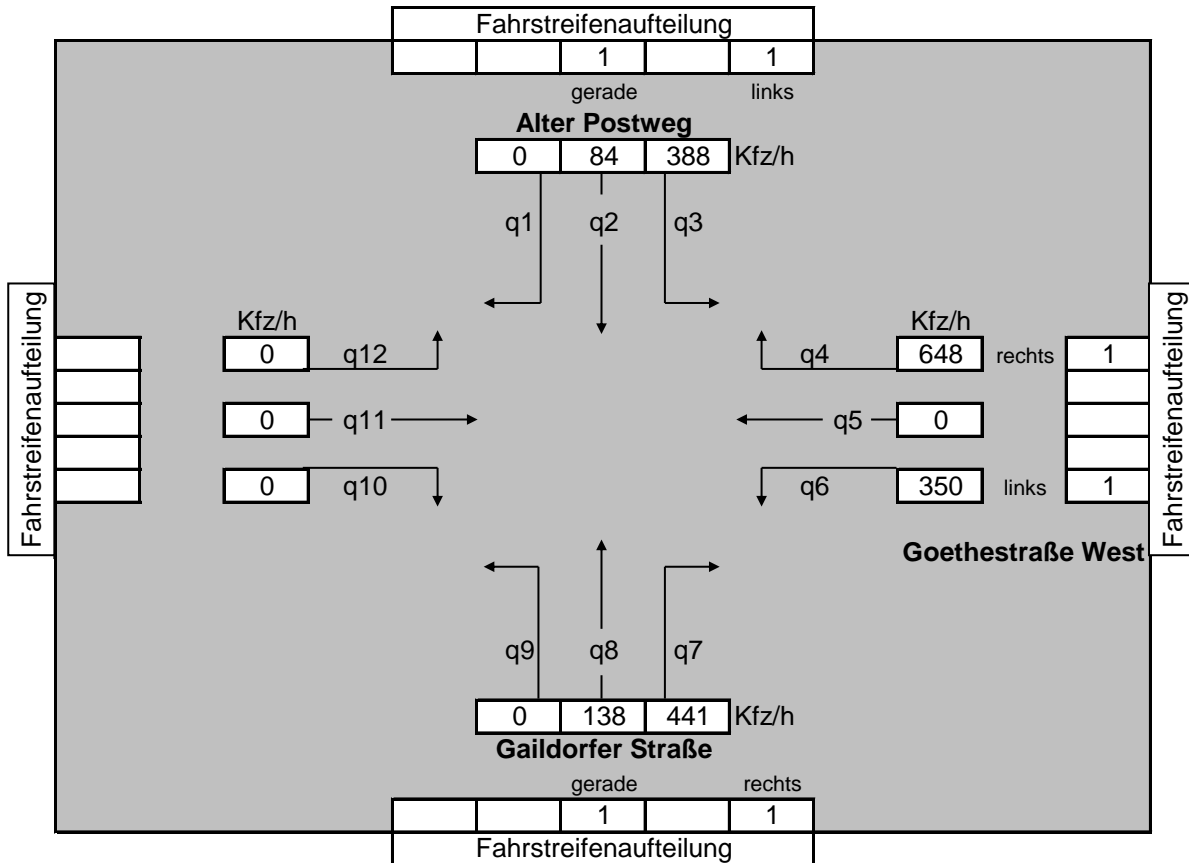 Fahrstreifenaufteilung
1 1
gerade links
Alter Postweg
0 84 388 Kfz/h
q1 q2 q3
Fahrstreifenaufteilung
Kfz/h
0 q12
0 q11
0 q10
Kfz/h
q4 648 rechts 1
q5 0
q6 350 links 1
Goethestraße West
Fahrstreifenaufteilung
q9 q8 q7
0 138 441 Kfz/h
Gaildorfer Straße
gerade rechts
1 1
Fahrstreifenaufteilung